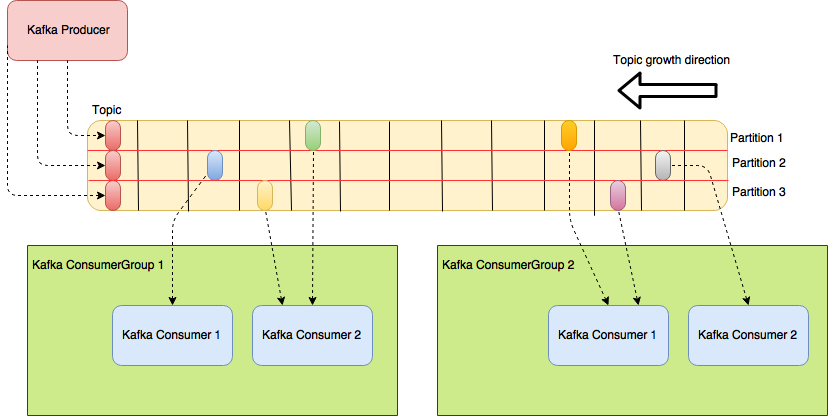 Kafka Producer
Topic growth direction
Topic
Partition 1
Partition 2
Partition 3
Kafka ConsumerGroup 1
Kafka ConsumerGroup 2
Kafka Consumer 1
Kafka Consumer 2
Kafka Consumer 1
Kafka Consumer 2